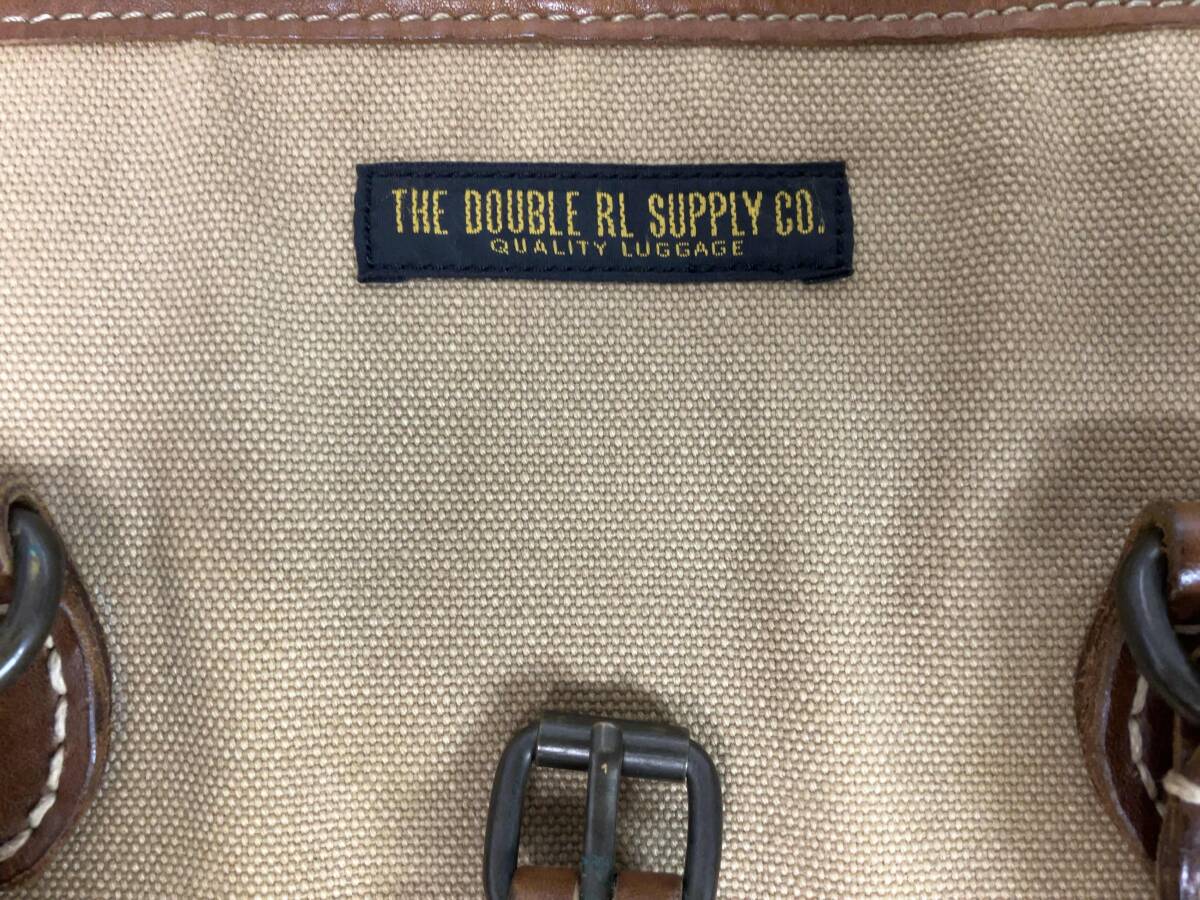 THE DOUBLE RL SUPPLY CO.
QUALITY LUGGAGE